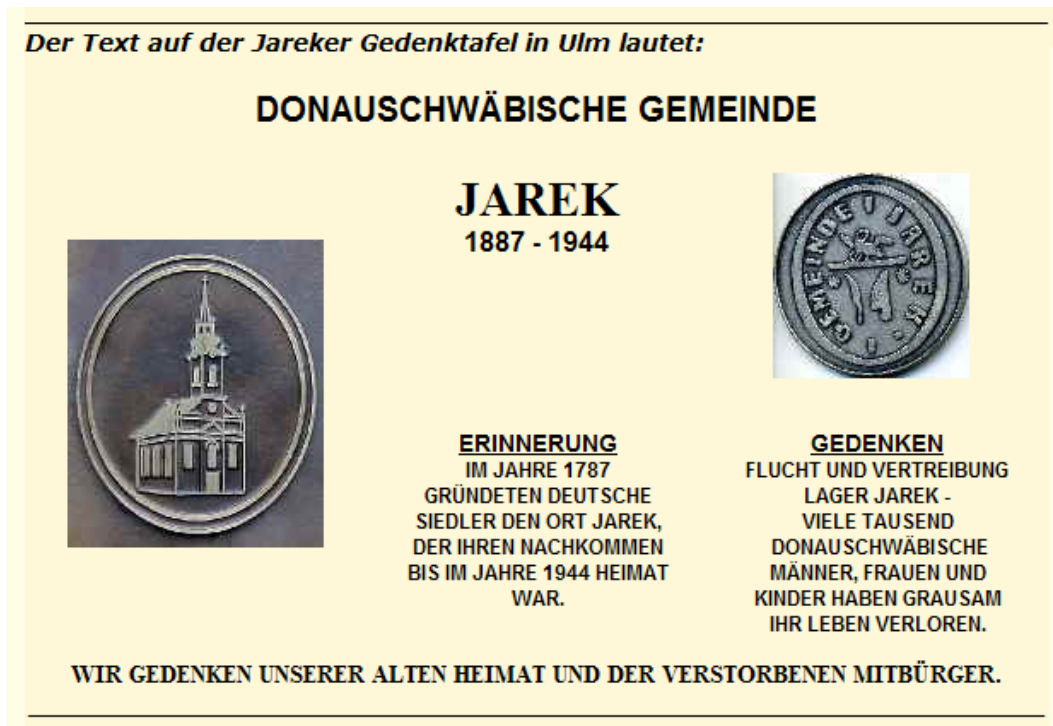 Der Text auf der Jareker Gedenktafel in Ulm lautet:
DONAUSCHWÄBISCHE GEMEINDE
JAREK
1887 - 1944
GEMEINDE JAREK
ERINNERUNG
IM JAHRE 1787
GRÜNDETEN DEUTSCHE
SIEDLER DEN ORT JAREK,
DER IHREN NACHKOMMEN
BIS IM JAHRE 1944 HEIMAT
WAR.
GEDENKEN
FLUCHT UND VERTREIBUNG
LAGER JAREK -
VIELE TAUSEND
DONAUSCHWÄBISCHE
MÄNNER, FRAUEN UND
KINDER HABEN GRAUSAM
IHR LEBEN VERLOREN.
WIR GEDENKEN UNSERER ALTEN HEIMAT UND DER VERSTORBENEN MITBÜRGER.